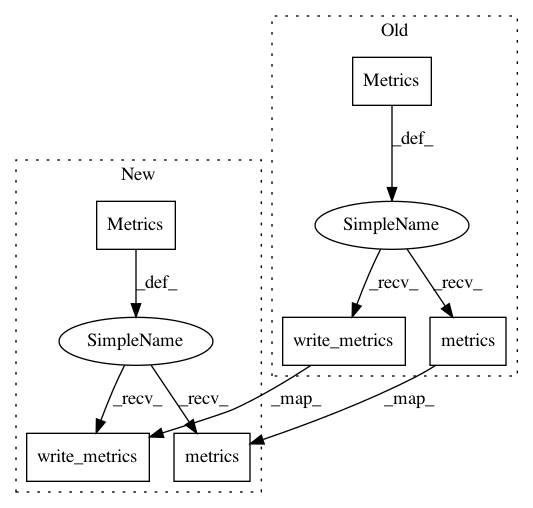 Old
Metrics
_def_
SimpleName
_recv_ _recv_
write_metrics metrics
New
Metrics
_def_
SimpleName
_recv_ _recv_
_map_ _map_
write_metrics metrics